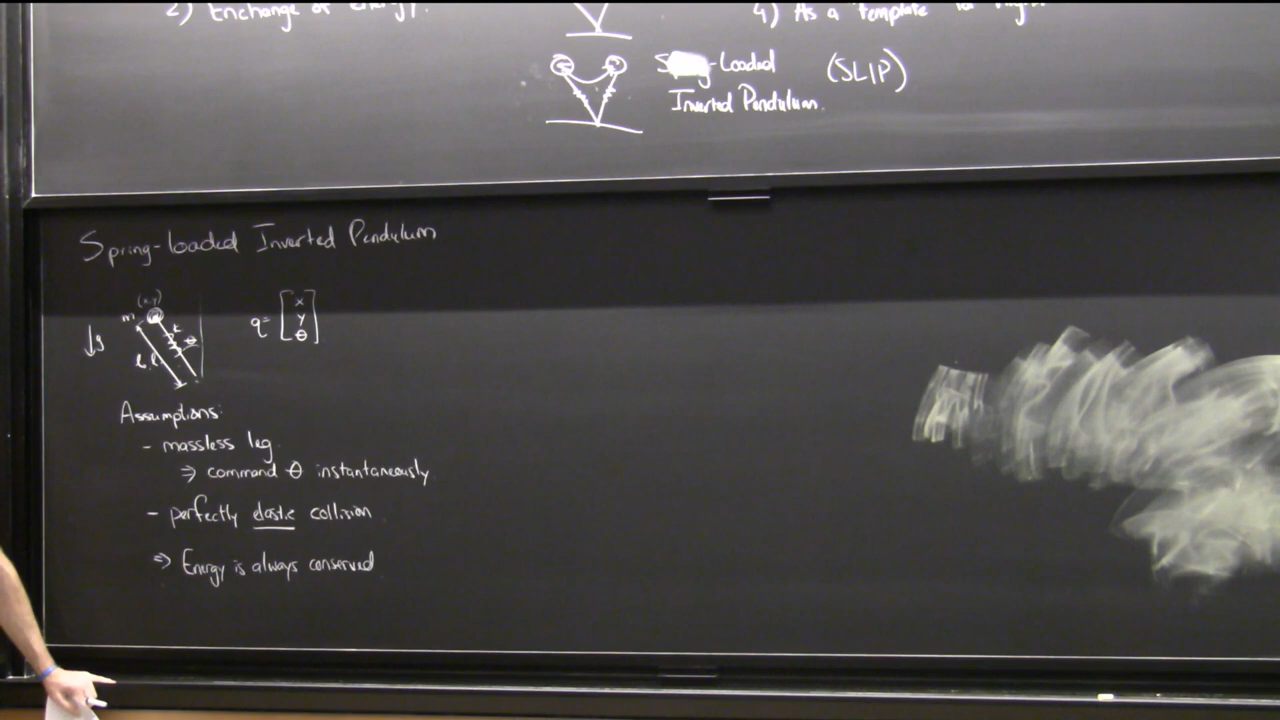 2) Exchange of Energy.
4) As a template for
S    g-Loaded (SLIP)
Inverted Pendulum.
Spring-loaded Inverted Pendulum
(x,y)
m
k
θ
↓g
q = [x
y
θ]
Assumptions:
- massless leg
⇒ command θ instantaneously
- perfectly elastic collision
⇒ Energy is always conserved